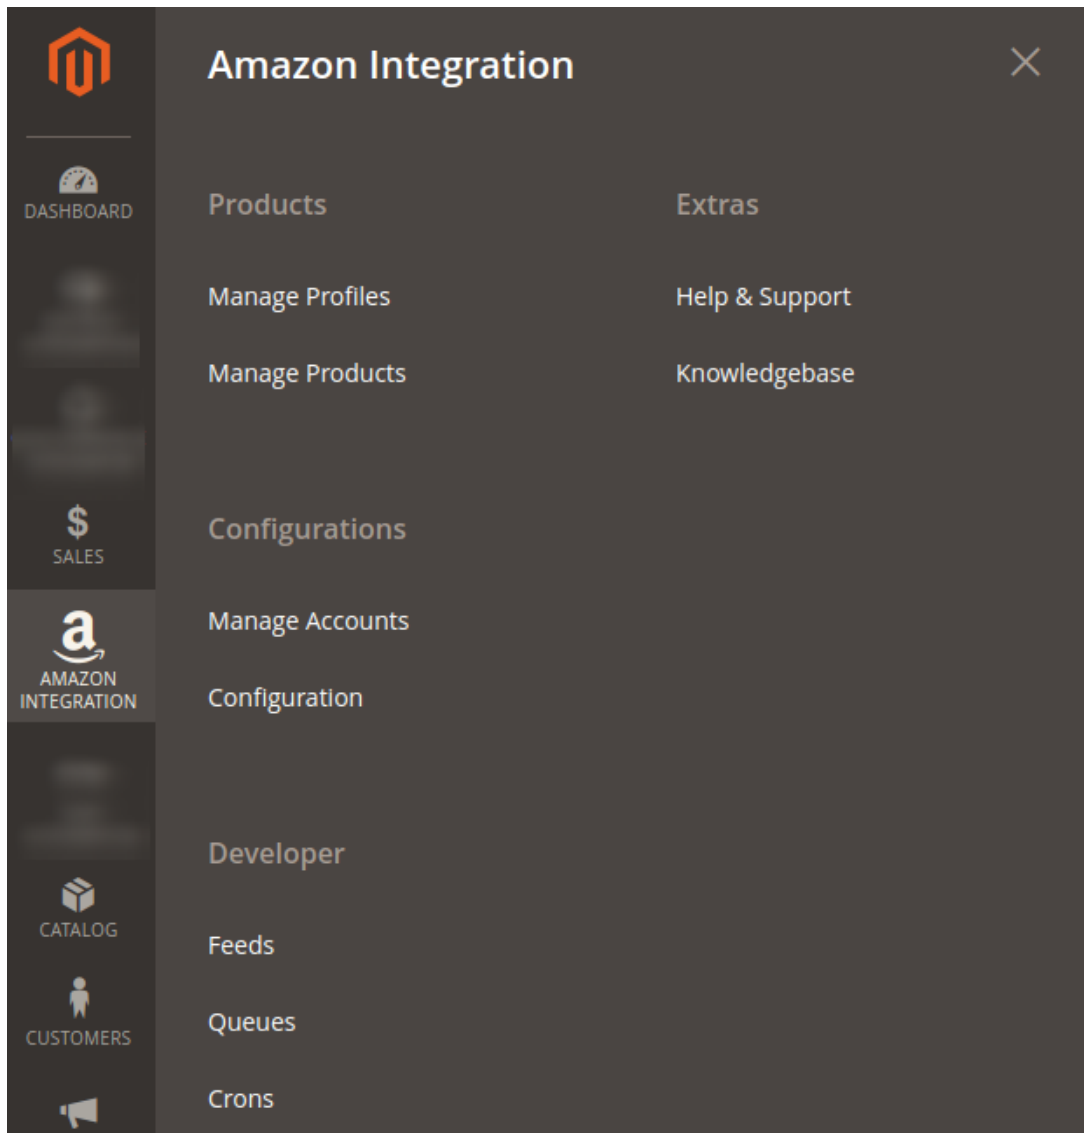 Amazon Integration
DASHBOARD
SALES
AMAZON
INTEGRATION
CATALOG
CUSTOMERS
Products
Manage Profiles
Manage Products
Extras
Help & Support
Knowledgebase
Configurations
Manage Accounts
Configuration
Developer
Feeds
Queues
Crons